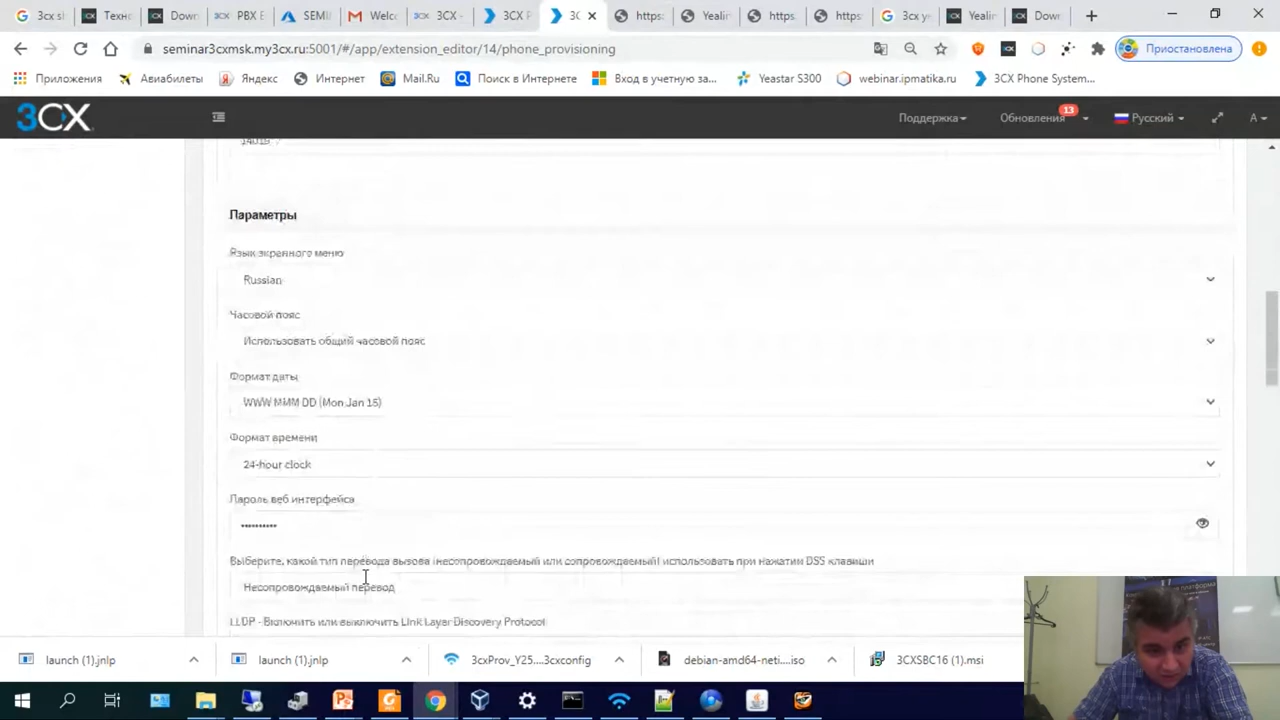 3cx sl
Техн
Down
PBX E
SEMI
Welco
3CX -
3CX P
3C
https:
Yealin
https:
https:
3cx y
Yealin
Down
seminar3cxmsk.my3cx.ru:5001/#/app/extension_editor/14/phone_provisioning
Приостановлена
Приложения
Авиабилеты
Яндекс
Интернет
Mail.Ru
Поиск в Интернете
Вход в учетную за...
Yeastar S300
webinar.ipmatika.ru
3CX Phone System...
3CX
Поддержка
Обновления
13
Русский
A
14019
Параметры
Язык экранного меню
Russian
Часовой пояс
Использовать общий часовой пояс
Формат даты
WWW MMM DD (Mon Jan 15)
Формат времени
24-hour clock
Пароль веб интерфейса
••••••••••
Выберите, какой тип перевода вызова (несопровождаемый или сопровождаемый) использовать при нажатии DSS клавиши
Несопровождаемый перевод
LLDP - Включить или выключить Link Layer Discovery Protocol
launch (1).jnlp
launch (1).jnlp
3cxProv_Y25....3cxconfig
debian-amd64-neti....iso
3CXSBC16 (1).msi